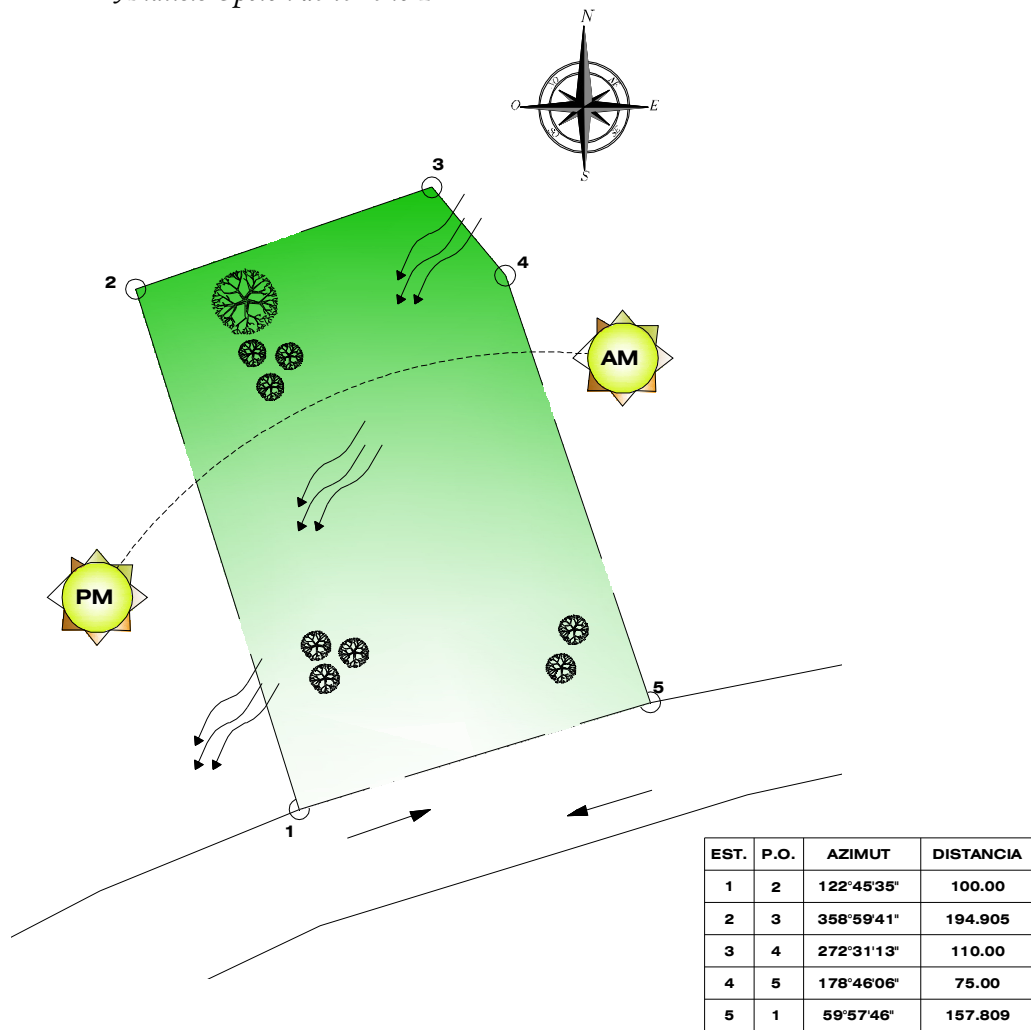 N
O E
S
3
4
2
AM
PM
5
1
EST. P.O. AZIMUT DISTANCIA
1 2 122°45'35" 100.00
2 3 358°59'41" 194.905
3 4 272°31'13" 110.00
4 5 178°46'06" 75.00
5 1 59°57'46" 157.809